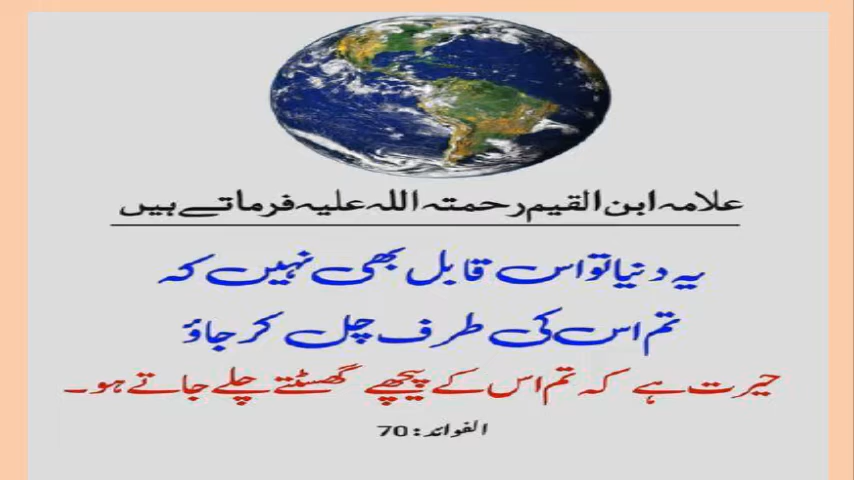 علامہ ابن القیم رحمتہ اللہ علیہ فرماتے ہیں
یہ دنیا تو اس قابل بھی نہیں کہ
تم اس کی طرف چل کر جاؤ
حیرت ہے کہ تم اس کے پیچھے گھسٹتے چلے جاتے ہو۔
الفوائد: 70